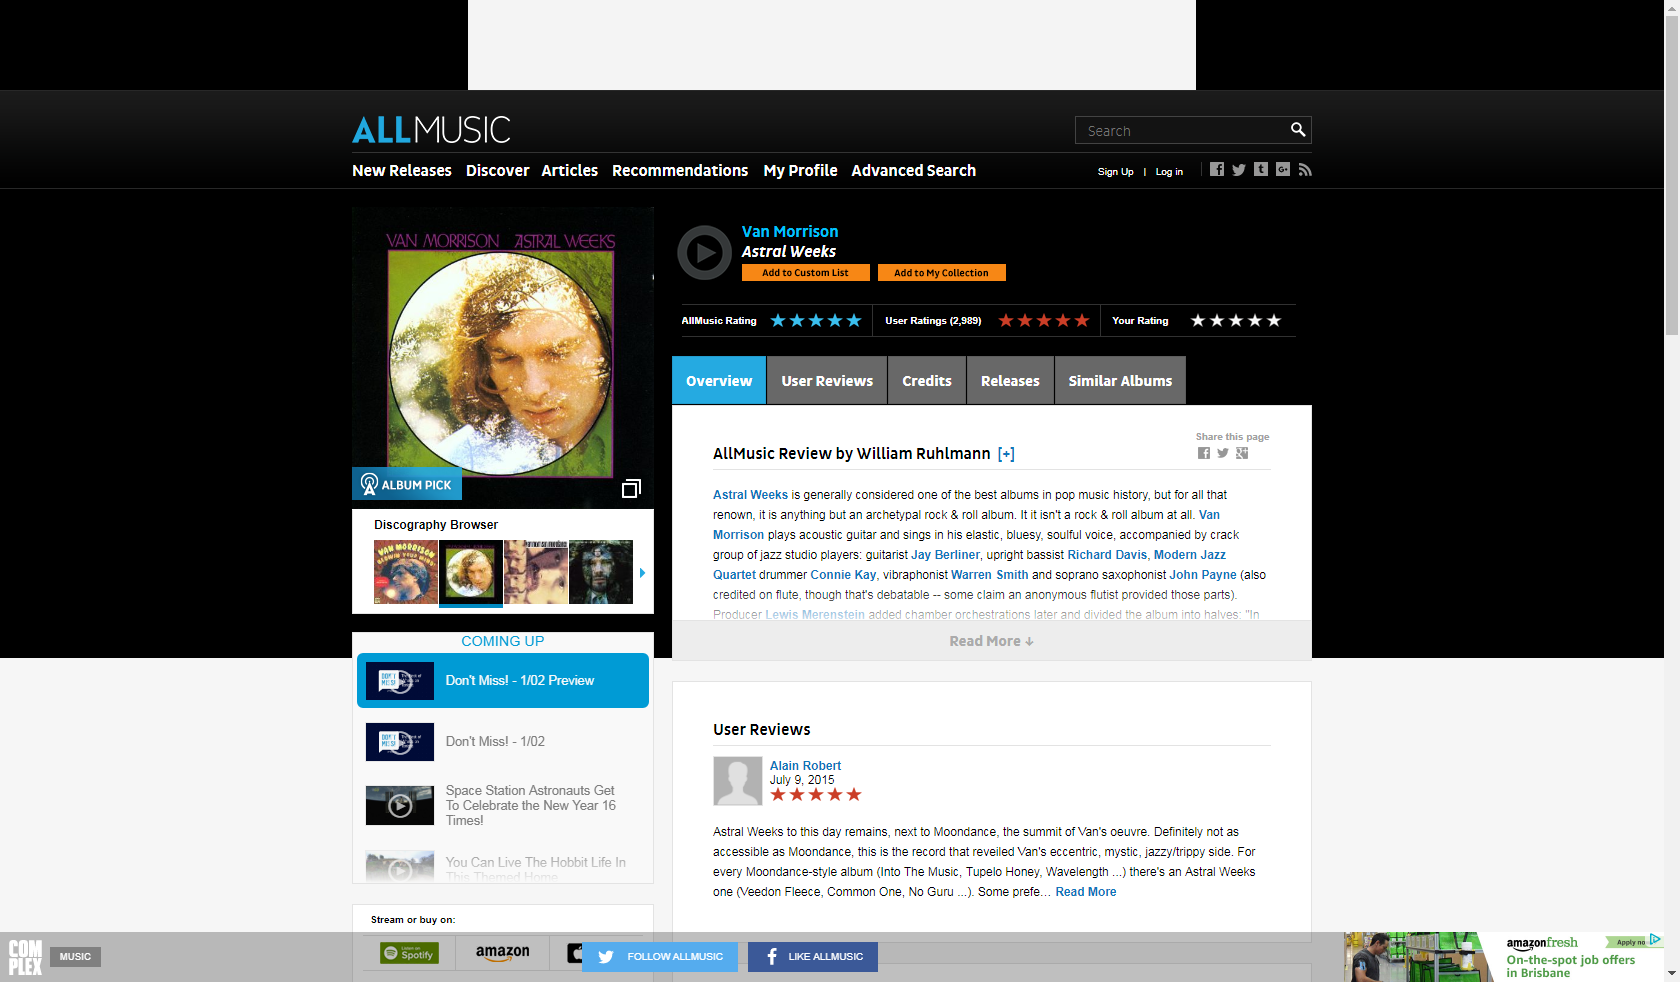 ALLMUSIC
Search
New Releases Discover Articles Recommendations My Profile Advanced Search
Sign Up | Log in
VAN MORRISON ASTRAL WEEKS
ALBUM PICK
Van Morrison
Astral Weeks
Add to Custom List Add to My Collection
AllMusic Rating User Ratings (2,989) Your Rating
Overview User Reviews Credits Releases Similar Albums
Share this page
AllMusic Review by William Ruhlmann [+]
Astral Weeks is generally considered one of the best albums in pop music history, but for all that
renown, it is anything but an archetypal rock & roll album. It it isn't a rock & roll album at all. Van
Morrison plays acoustic guitar and sings in his elastic, bluesy, soulful voice, accompanied by crack
group of jazz studio players: guitarist Jay Berliner, upright bassist Richard Davis, Modern Jazz
Quartet drummer Connie Kay, vibraphonist Warren Smith and soprano saxophonist John Payne (also
credited on flute, though that's debatable -- some claim an anonymous flutist provided those parts).
Producer Lewis Merenstein added chamber orchestrations later and divided the album into halves: "In
Read More ↓
Discography Browser
VAN MORRISON
COMING UP
Don't Miss! - 1/02 Preview
Don't Miss! - 1/02
Space Station Astronauts Get
To Celebrate the New Year 16
Times!
You Can Live The Hobbit Life In
This Themed Home
Stream or buy on:
Listen on
Spotify
amazon
User Reviews
Alain Robert
July 9, 2015
Astral Weeks to this day remains, next to Moondance, the summit of Van's oeuvre. Definitely not as
accessible as Moondance, this is the record that reveiled Van's eccentric, mystic, jazzy/trippy side. For
every Moondance-style album (Into The Music, Tupelo Honey, Wavelength ...) there's an Astral Weeks
one (Veedon Fleece, Common One, No Guru ...). Some prefe... Read More
COMPLEX
MUSIC
FOLLOW ALLMUSIC
LIKE ALLMUSIC
amazonfresh
Apply no
On-the-spot job offers
in Brisbane